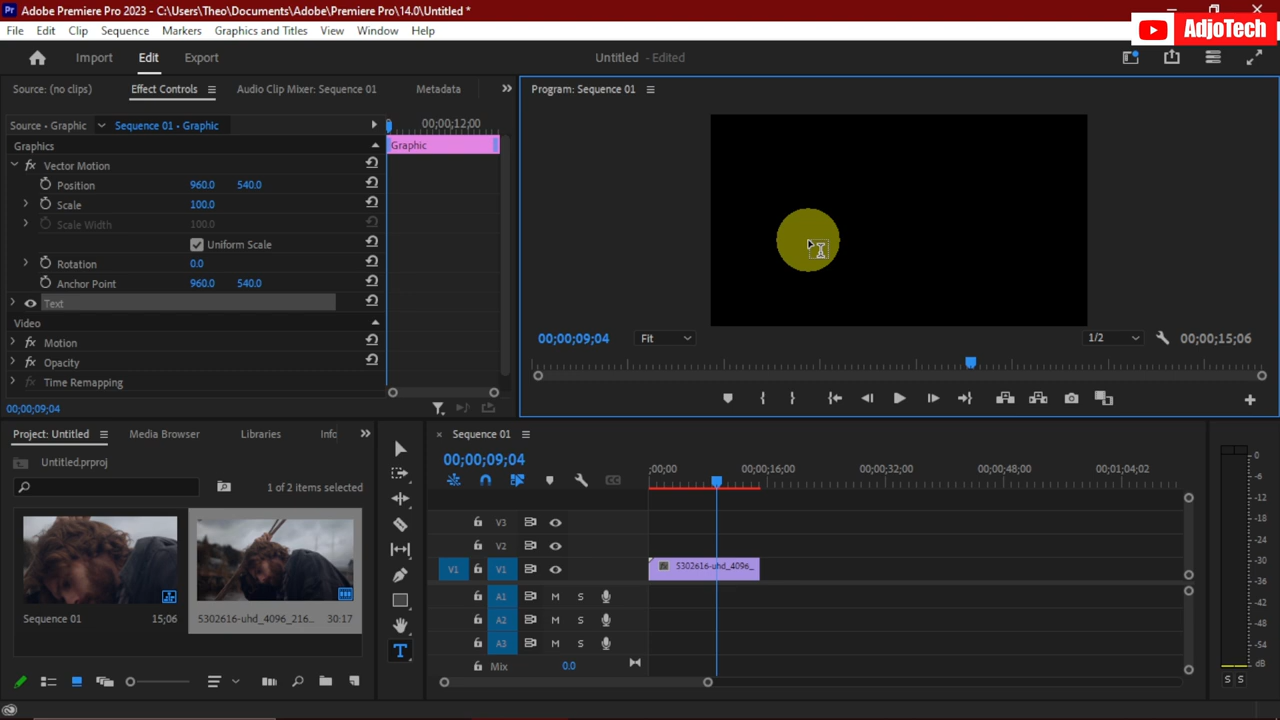 Adobe Premiere Pro 2023 - C:\Users\Theo\Documents\Adobe\Premiere Pro\14.0\Untitled *
AdjoTech
File Edit Clip Sequence Markers Graphics and Titles View Window Help
Import Edit Export Untitled - Edited
Source: (no clips) Effect Controls Audio Clip Mixer: Sequence 01 Metadata
Program: Sequence 01
Source • Graphic Sequence 01 • Graphic 00;00;12;00
Graphics Graphic
fx Vector Motion
Position 960.0 540.0
Scale 100.0
Scale Width 100.0
Uniform Scale
Rotation 0.0
Anchor Point 960.0 540.0
Text
Video
fx Motion
fx Opacity
fx Time Remapping
00;00;09;04
00;00;09;04 Fit 1/2 00;00;15;06
Project: Untitled Media Browser Libraries Info
Untitled.prproj
1 of 2 items selected
Sequence 01 15;06
5302616-uhd_4096_216... 30:17
T
× Sequence 01
00;00;09;04
;00;00 00;00;16;00 00;00;32;00 00;00;48;00 00;01;04;02
V3
V2
V1 V1 5302616-uhd_4096_
A1 M S
A2 M S
A3 M S
Mix 0.0
0
-6
-12
-18
-24
-30
-36
-42
-48
-54
dB
S S